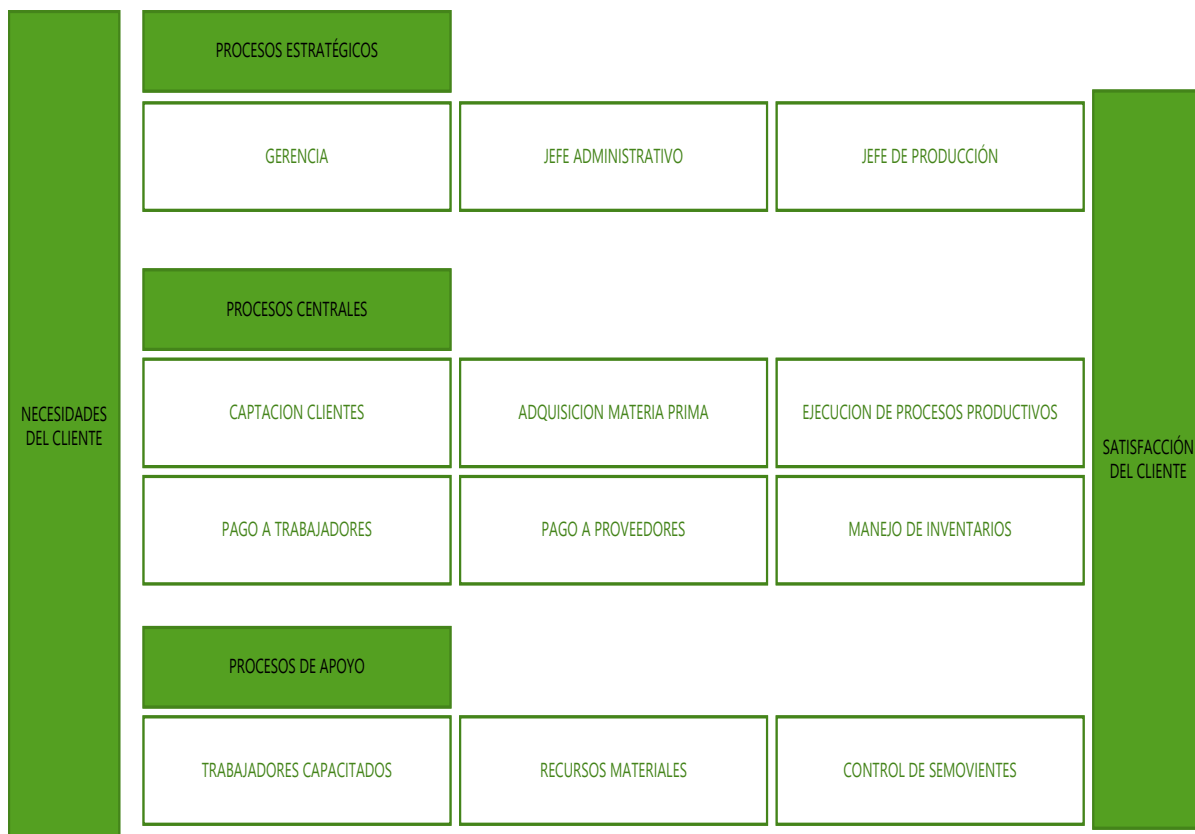 PROCESOS ESTRATÉGICOS
GERENCIA
JEFE ADMINISTRATIVO
JEFE DE PRODUCCIÓN
PROCESOS CENTRALES
CAPTACION CLIENTES
ADQUISICION MATERIA PRIMA
EJECUCION DE PROCESOS PRODUCTIVOS
NECESIDADES
DEL CLIENTE
SATISFACCIÓN
DEL CLIENTE
PAGO A TRABAJADORES
PAGO A PROVEEDORES
MANEJO DE INVENTARIOS
PROCESOS DE APOYO
TRABAJADORES CAPACITADOS
RECURSOS MATERIALES
CONTROL DE SEMOVIENTES